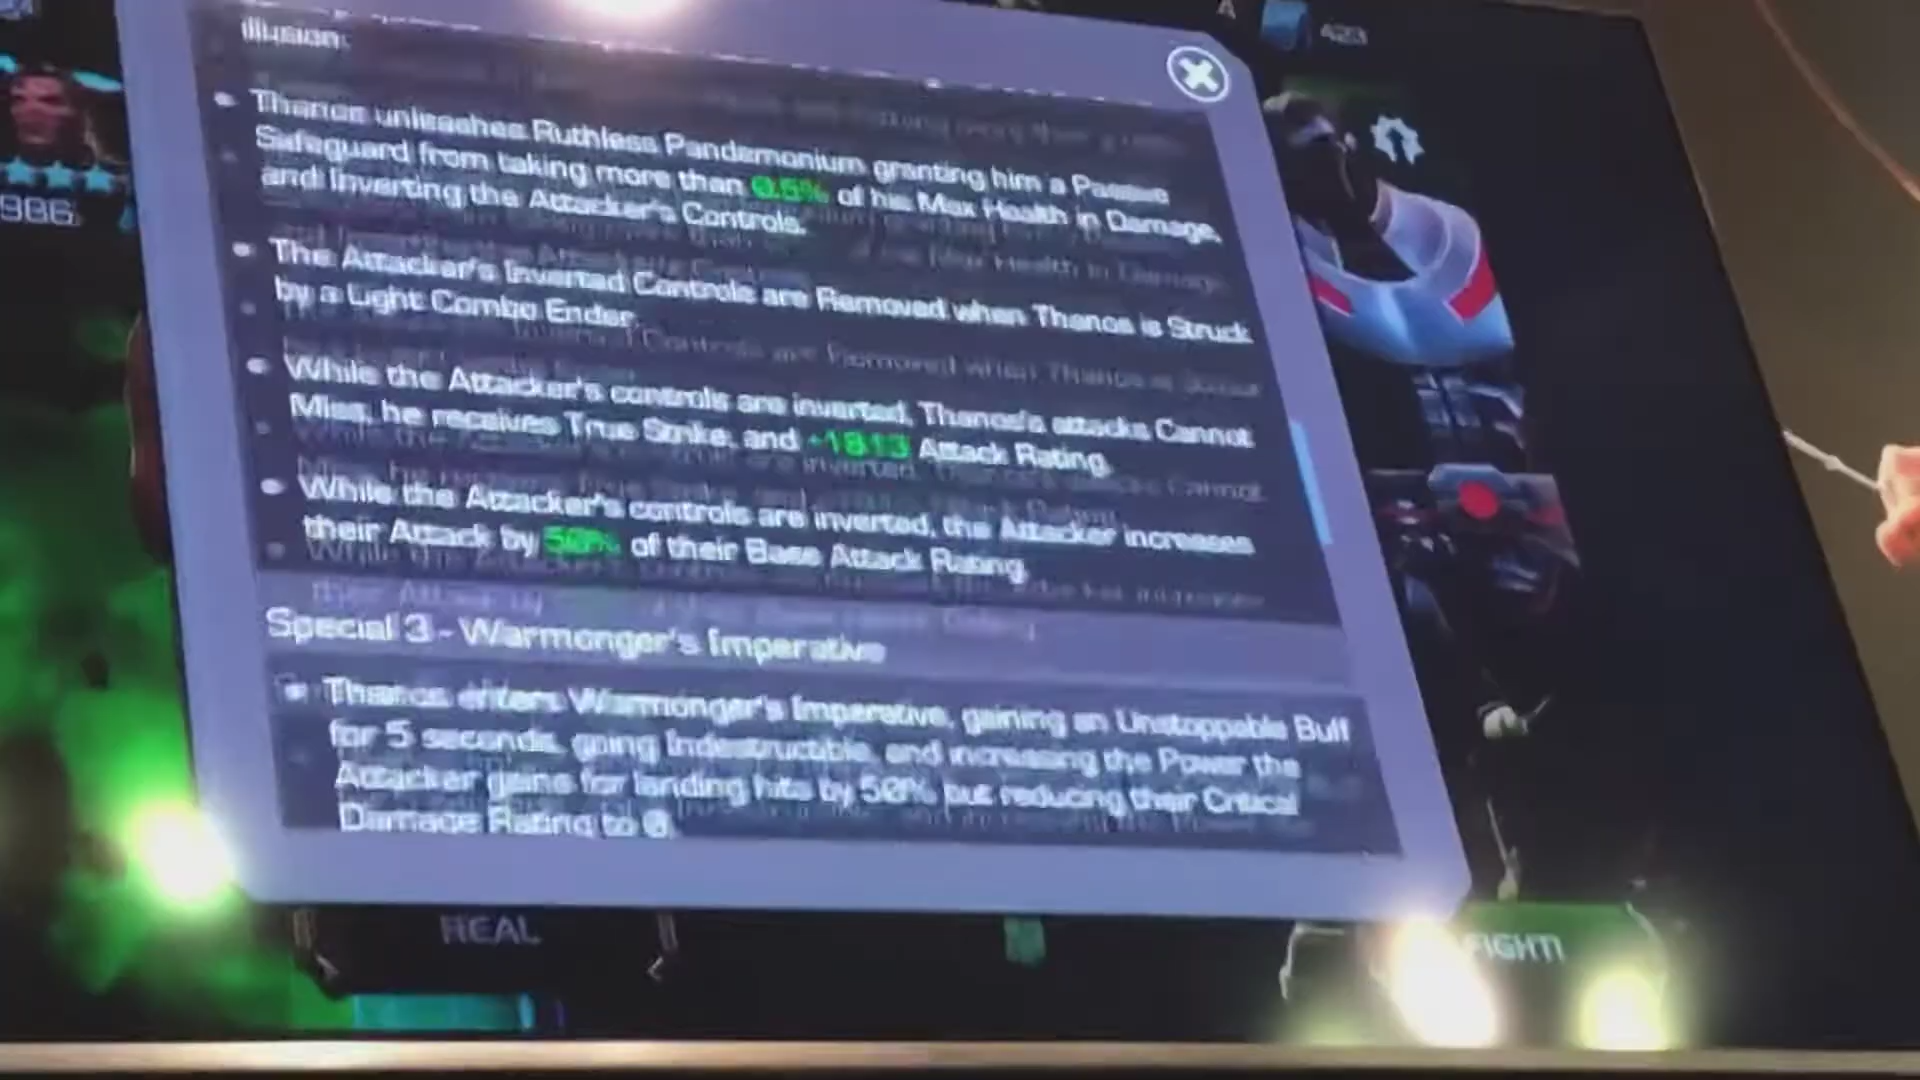 illusion.
A
423
Thanos unleashes Ruthless Pandemonium granting him a Passive
Safeguard from taking more than 0.5% of his Max Health in Damage,
and Inverting the Attacker's Controls.
The Attacker's Inverted Controls are Removed when Thanos is Struck
by a Light Combo Ender.
While the Attacker's controls are inverted, Thanos's attacks Cannot
Miss, he receives True Strike, and +1813 Attack Rating.
While the Attacker's controls are inverted, the Attacker increases
their Attack by 50% of their Base Attack Rating.
Special 3 - Warmonger's Imperative
Thanos enters Warmonger's Imperative, gaining an Unstoppable Buff
for 5 seconds, going Indestructible, and increasing the Power the
Attacker gains for landing hits by 50% but reducing their Critical
Damage Rating to 0.
986
HEAL
FIGHT!